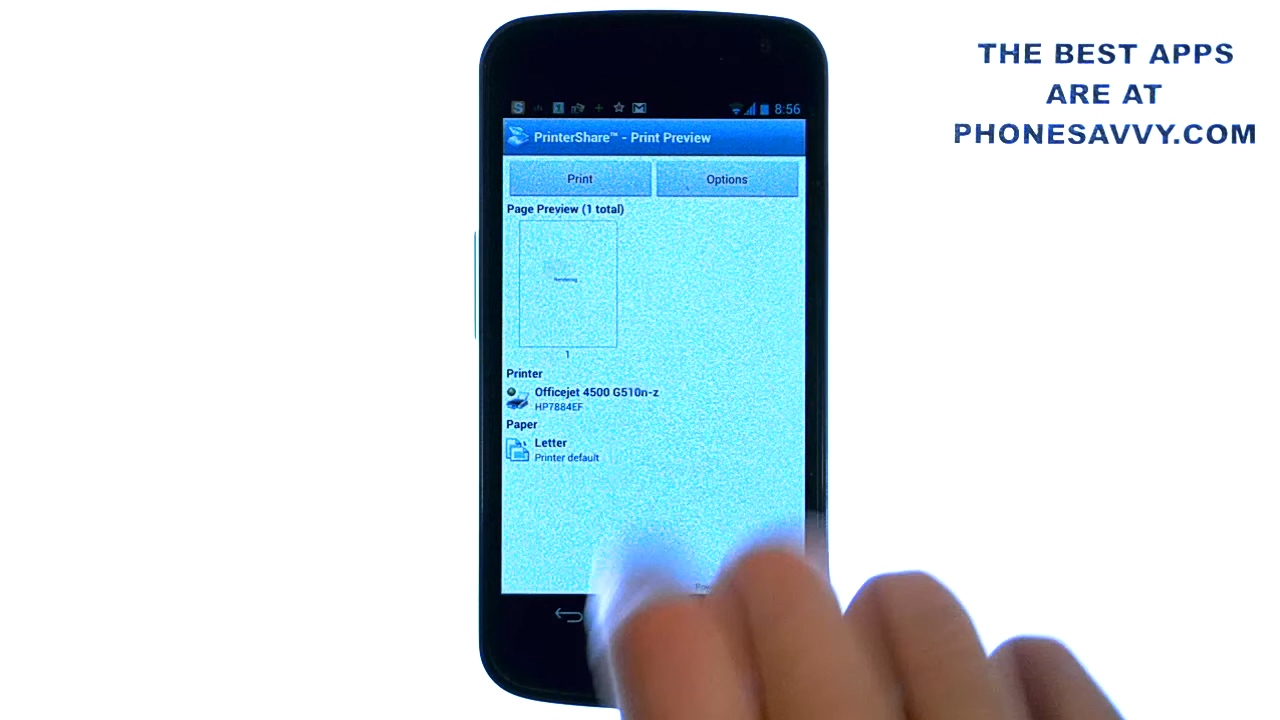 THE BEST APPS
ARE AT
PHONESAVVY.COM
8:56
PrinterShare™ - Print Preview
Print
Options
Page Preview (1 total)
Rendering...
1
Printer
Officejet 4500 G510n-z
HP7884EF
Paper
Letter
Printer default